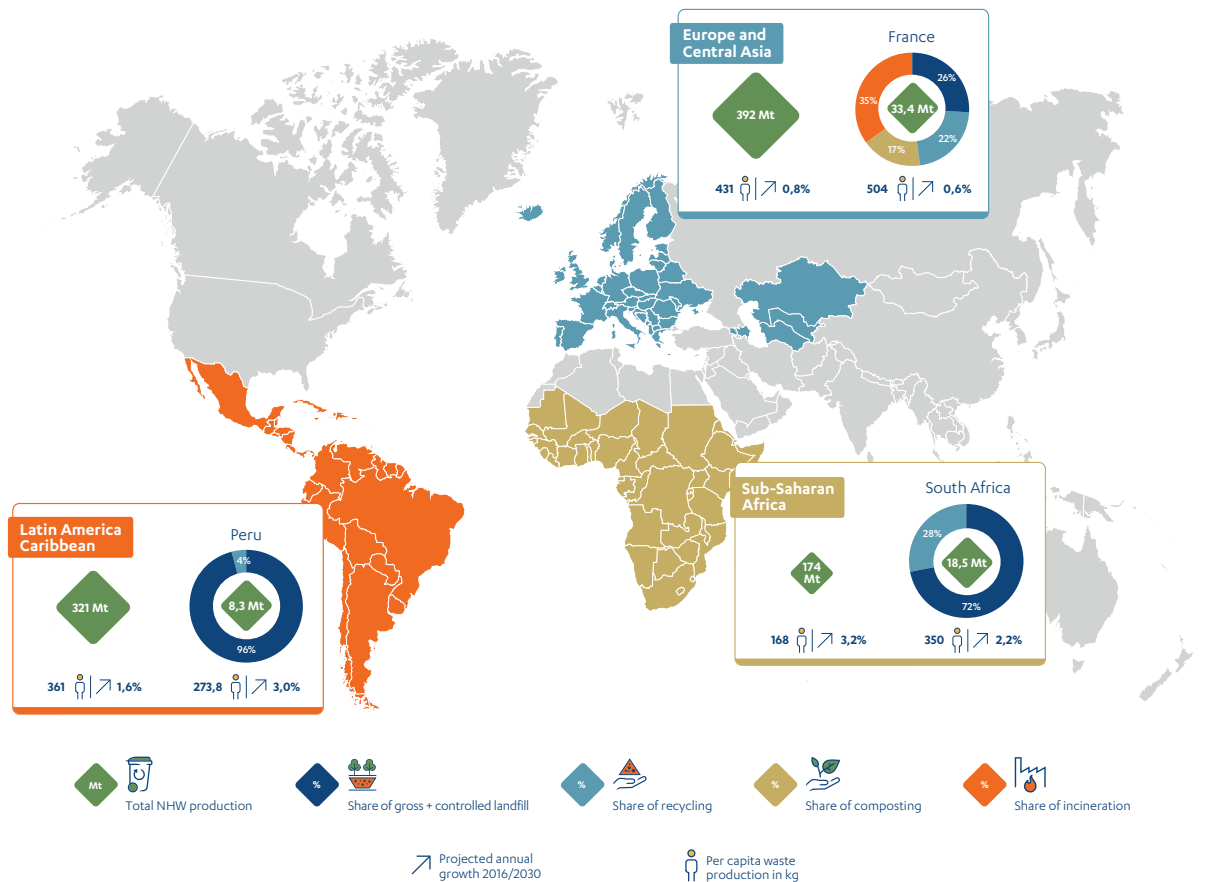 Europe and
Central Asia
392 Mt
431
0,8%
France
26%
22%
17%
35%
33,4 Mt
504
0,6%
Latin America
Caribbean
321 Mt
361
1,6%
Peru
4%
96%
8,3 Mt
273,8
3,0%
Sub-Saharan
Africa
174
Mt
168
3,2%
South Africa
28%
72%
18,5 Mt
350
2,2%
Mt
Total NHW production
%
Share of gross + controlled landfill
%
Share of recycling
%
Share of composting
%
Share of incineration
Projected annual
growth 2016/2030
Per capita waste
production in kg